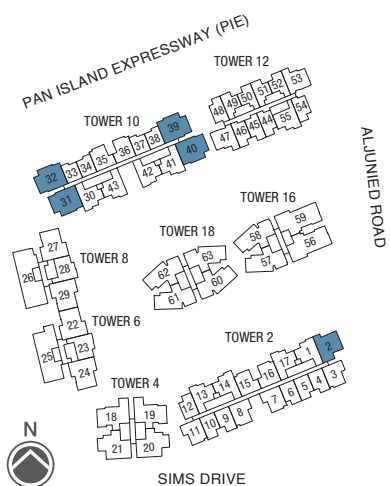 PAN ISLAND EXPRESSWAY (PIE)
TOWER 12
48 49 50 51 52 53
47 46 45 44 55 54
ALJUNIED ROAD
TOWER 10
32 33 34 35 36 37 38 39
31 30 43 42 41 40
TOWER 16
58 59
57 56
TOWER 18
62 63
61 60
TOWER 8
27
26 28
29
TOWER 6
22
25 23
24
TOWER 2
12 13 14 15 16 17 1 2
11 10 9 8 7 6 5 4 3
TOWER 4
18 19
21 20
N
SIMS DRIVE